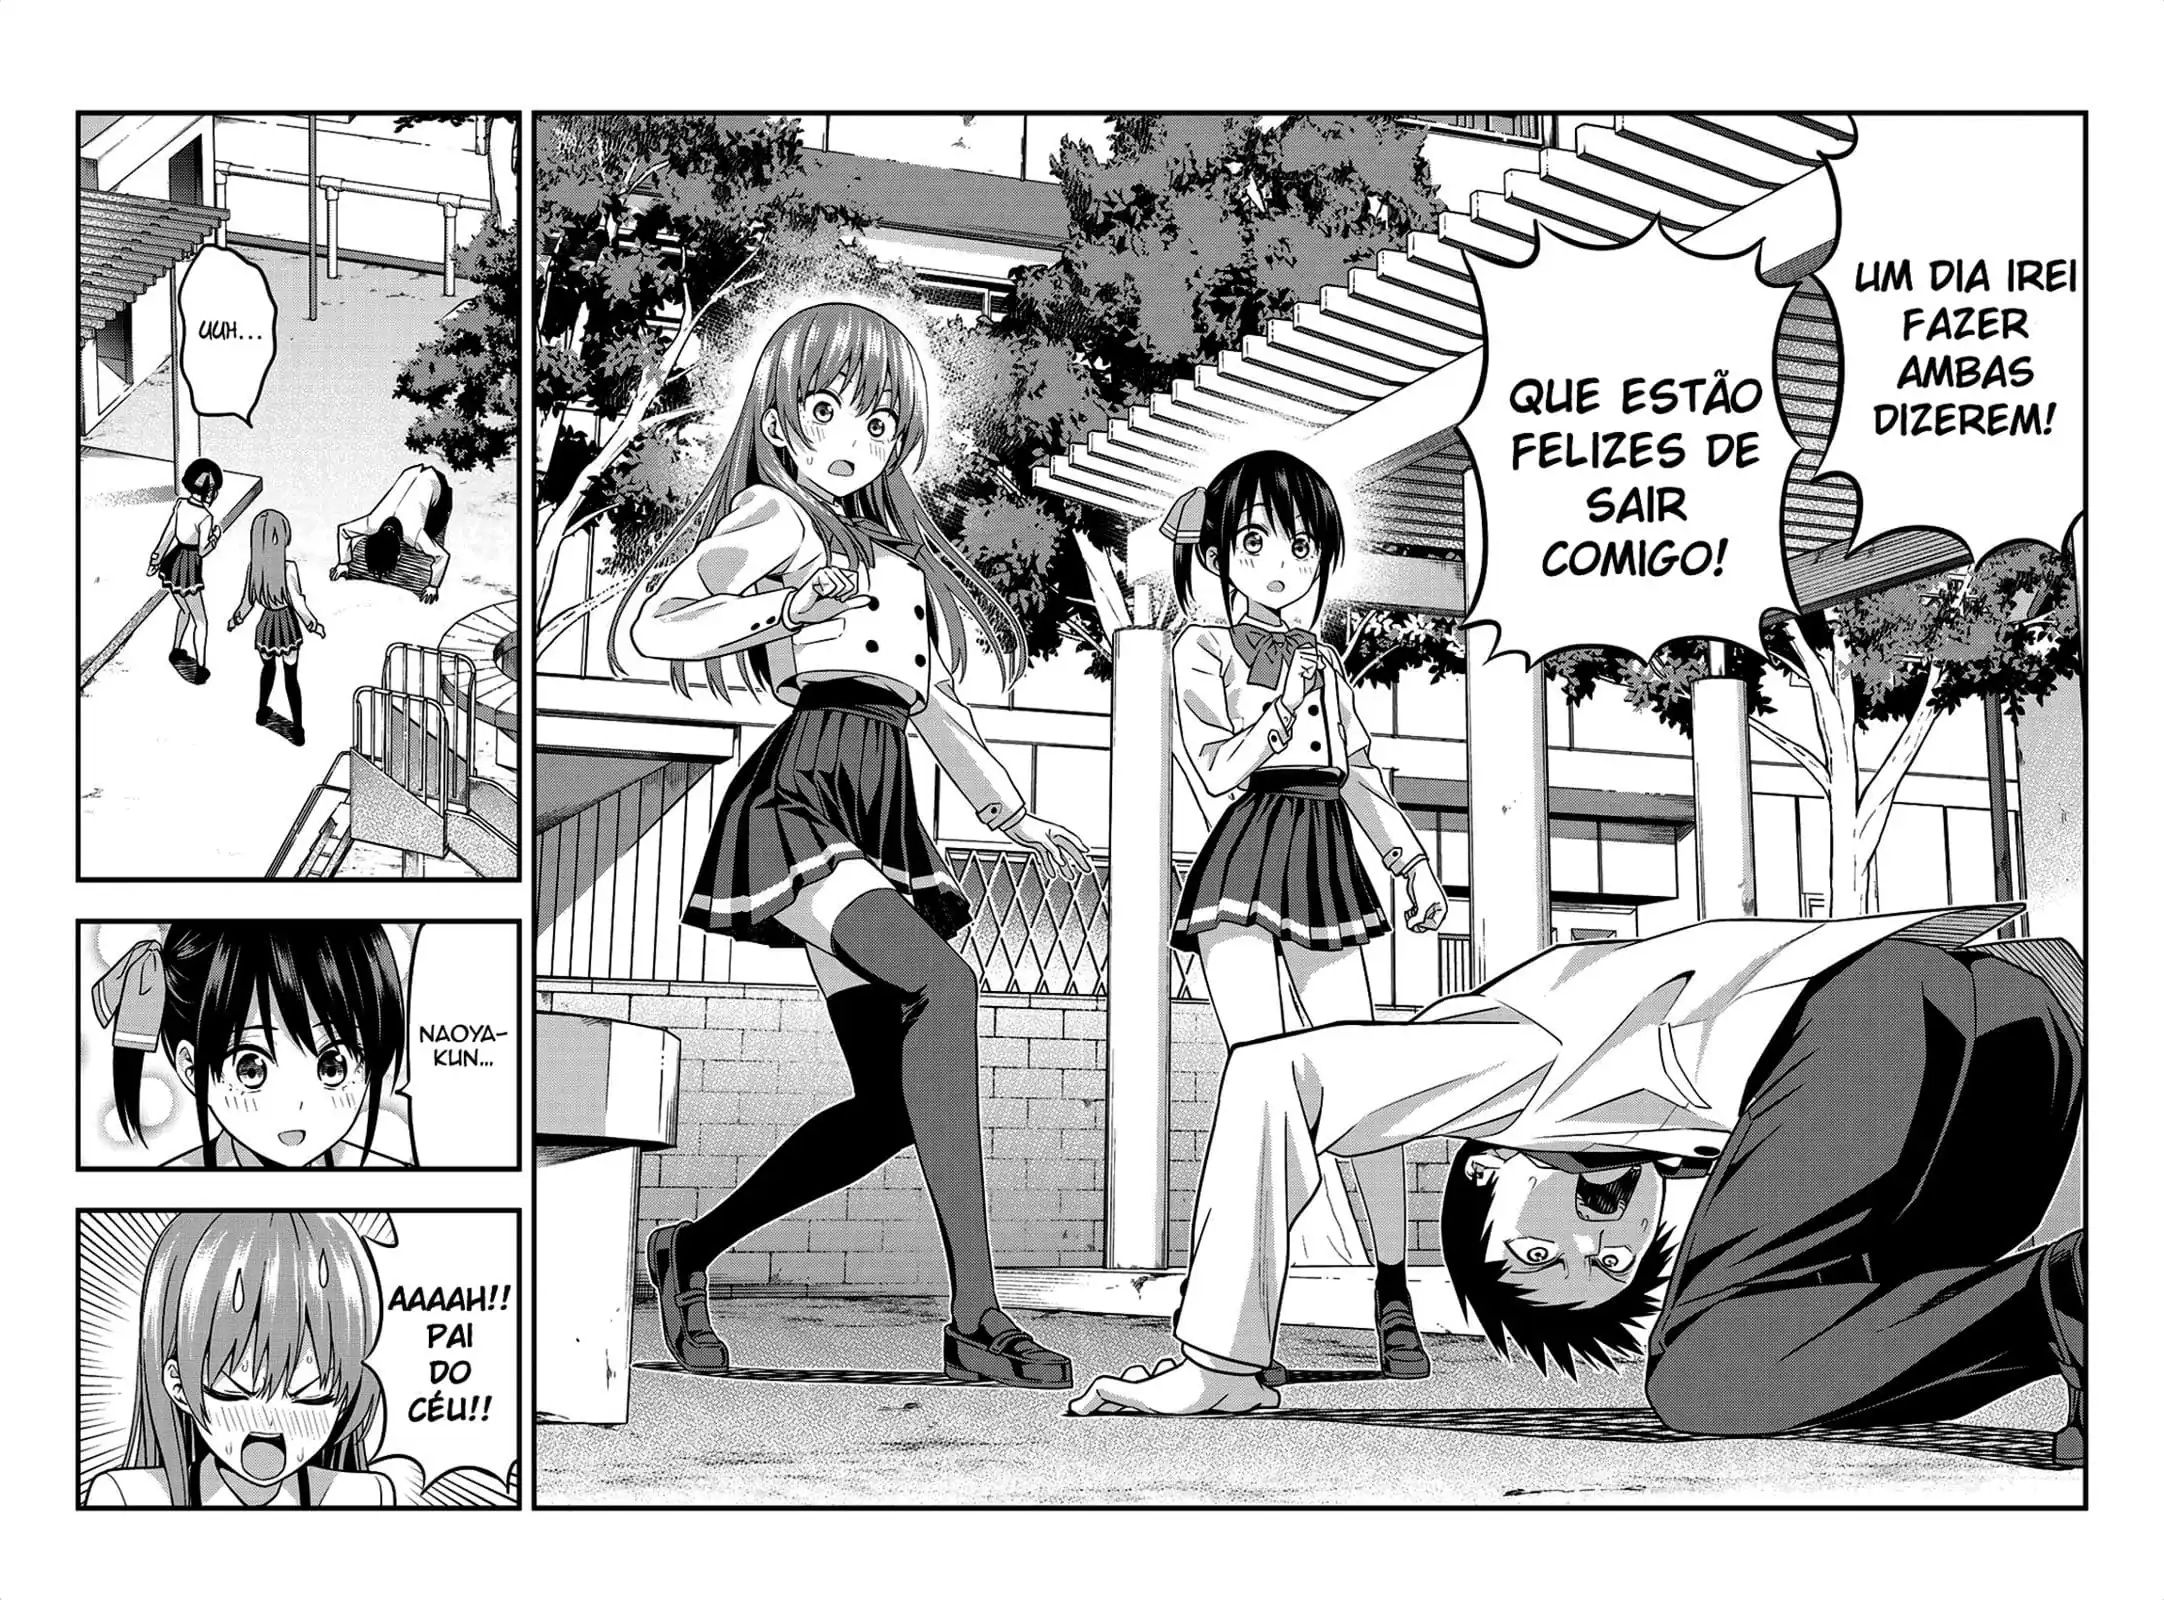 UM DIA IREI
FAZER
AMBAS
DIZEREM!
QUE ESTÃO
FELIZES DE
SAIR
COMIGO!
UUH...
NAOYA-
KUN...
AAAAH!!
PAI
DO
CÉU!!